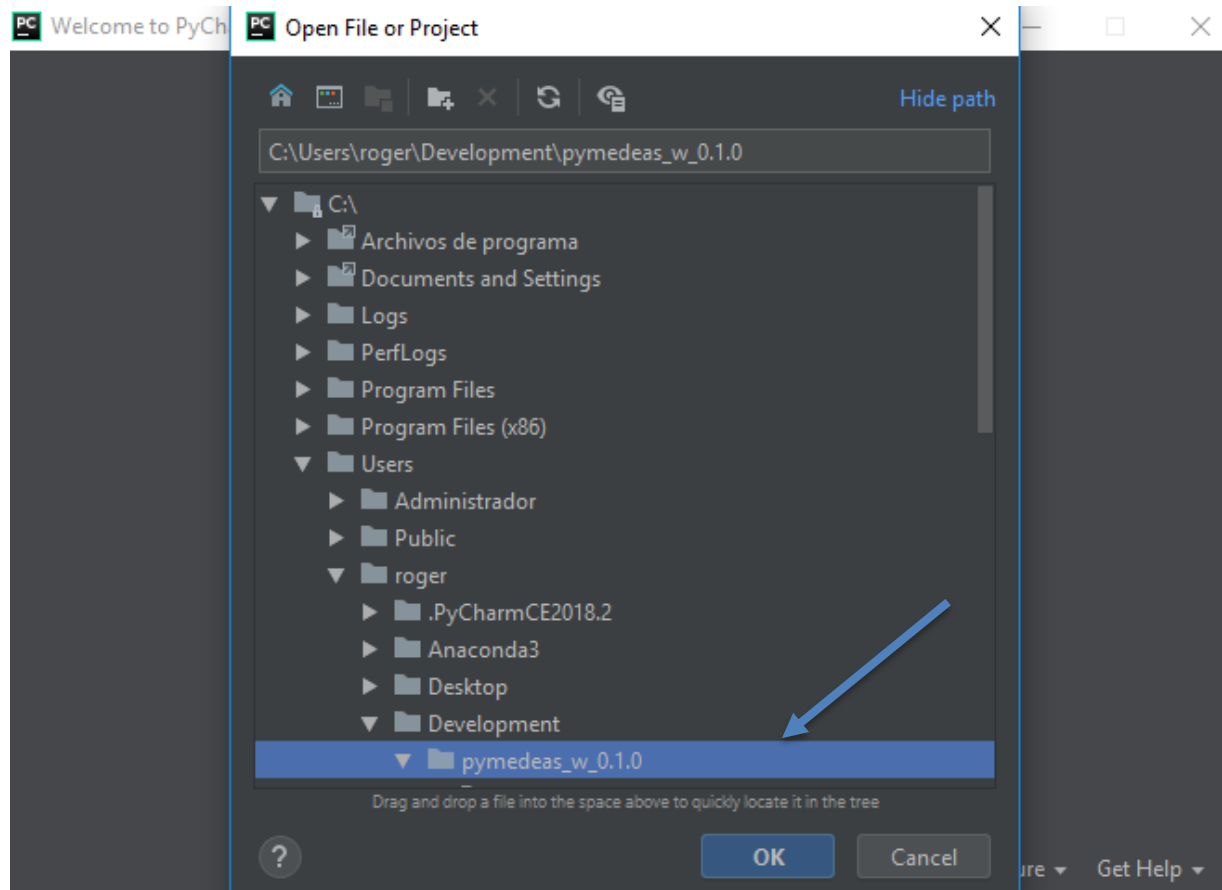 PC Welcome to PyCh
PC Open File or Project
Hide path
C:\Users\roger\Development\pymedeas_w_0.1.0
C:\
Archivos de programa
Documents and Settings
Logs
PerfLogs
Program Files
Program Files (x86)
Users
Administrador
Public
roger
.PyCharmCE2018.2
Anaconda3
Desktop
Development
pymedeas_w_0.1.0
Drag and drop a file into the space above to quickly locate it in the tree
? OK Cancel
ure Get Help